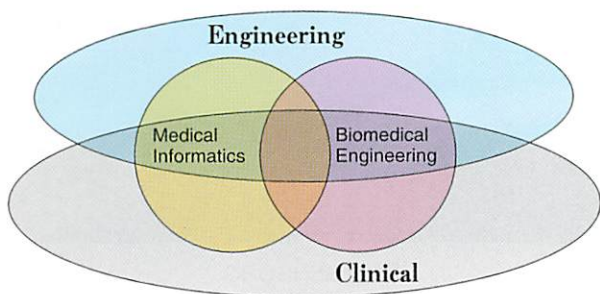 Engineering
Medical
Informatics
Biomedical
Engineering
Clinical